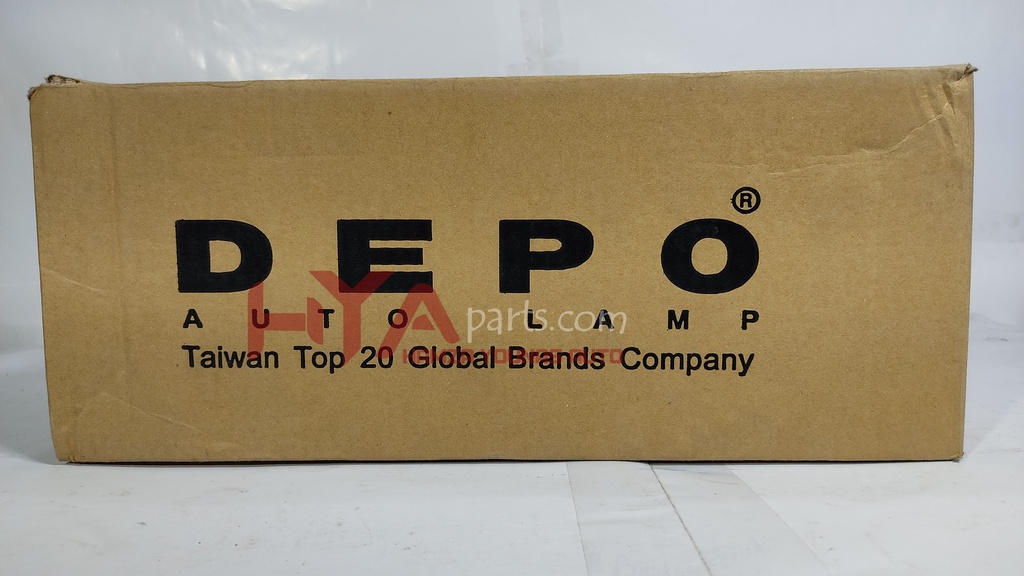 DEPO®
AUTO LAMP
HYAparts.com
Taiwan Top 20 Global Brands Company